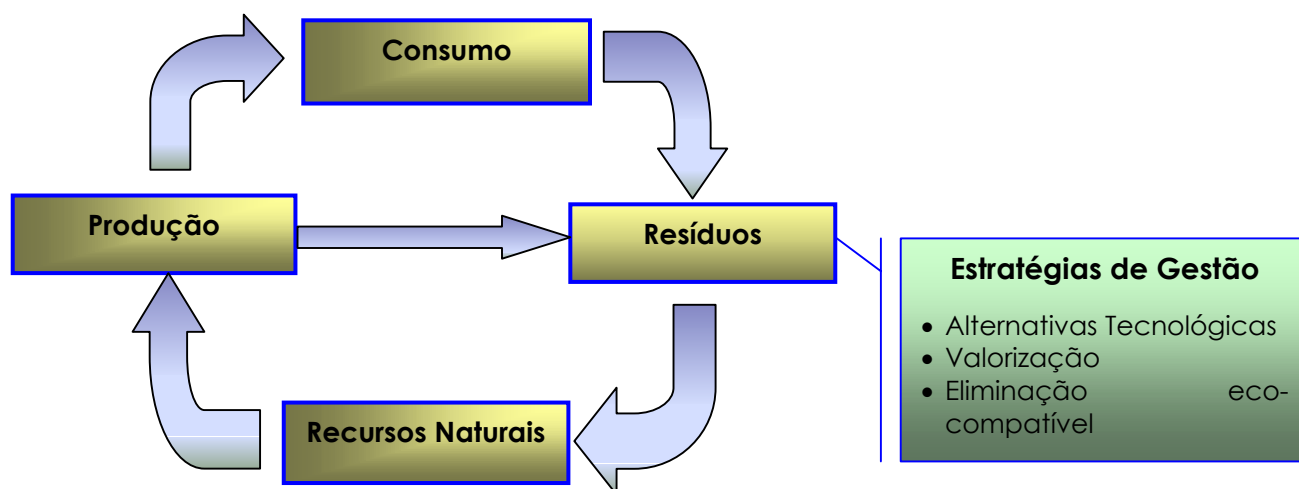 Consumo
Produção
Resíduos
Recursos Naturais
Estratégias de Gestão
• Alternativas Tecnológicas
• Valorização
• Eliminação eco-
compatível